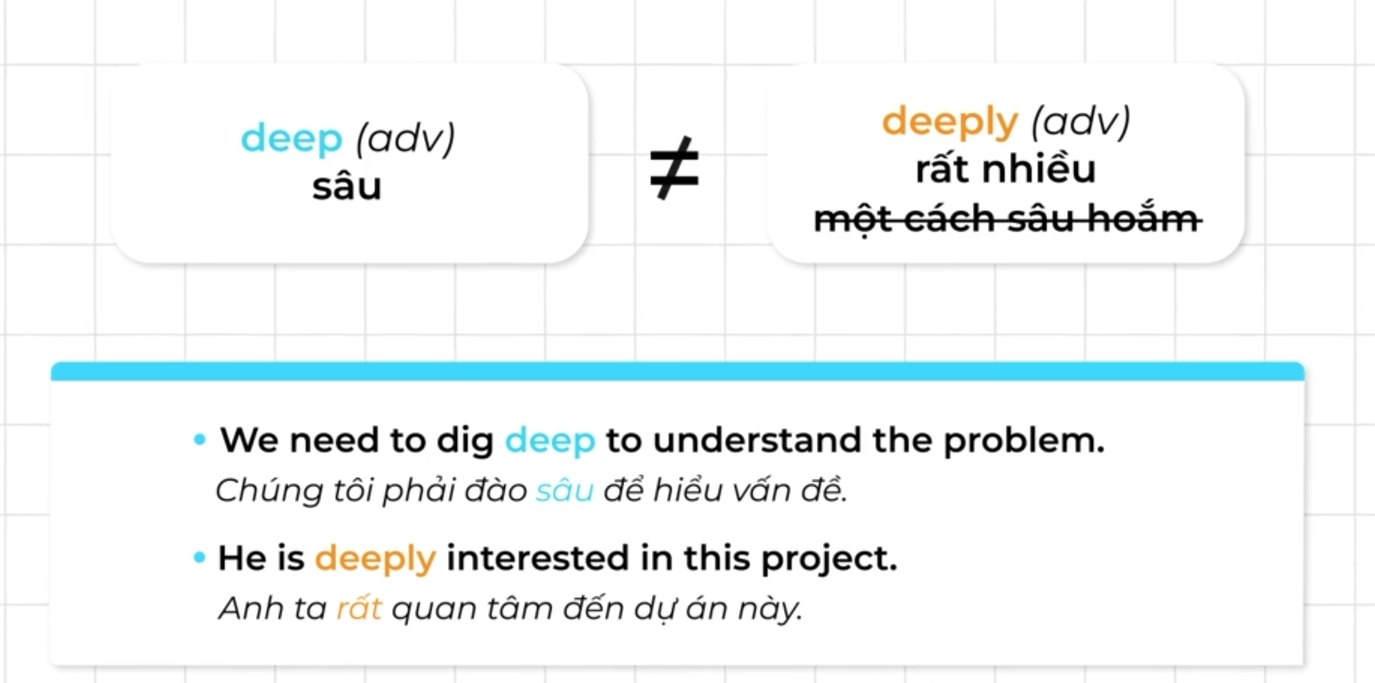 deep (adv)
sâu
≠
deeply (adv)
rất nhiều
một cách sâu hoắm
• We need to dig deep to understand the problem.
Chúng tôi phải đào sâu để hiểu vấn đề.
• He is deeply interested in this project.
Anh ta rất quan tâm đến dự án này.